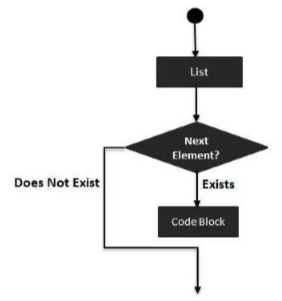 List
Next
Element?
Does Not Exist
Exists
Code Block